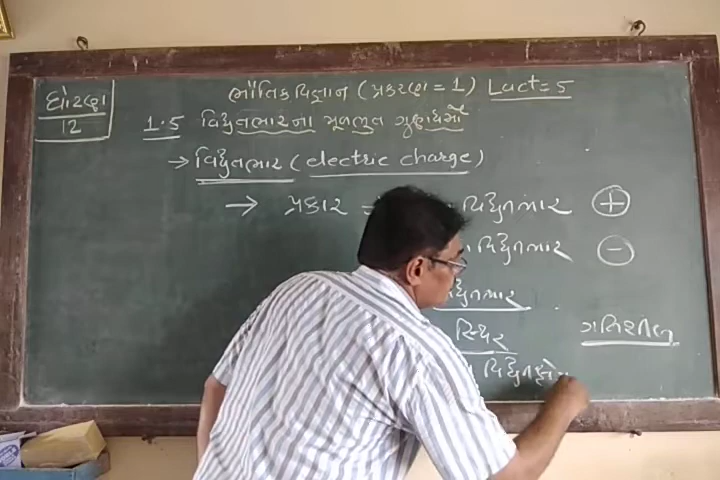 ધોરણ
12
ભૌતિકવિજ્ઞાન (પ્રકરણ = 1) Lact = 5
1.5 વિદ્યુતભારના મૂળભુત ગુણધર્મો
→ વિદ્યુતભાર ( electric charge )
→ પ્રકાર = વિદ્યુતભાર +
વિદ્યુતભાર −
વિદ્યુતભાર
સ્થિર ગતિશીલ